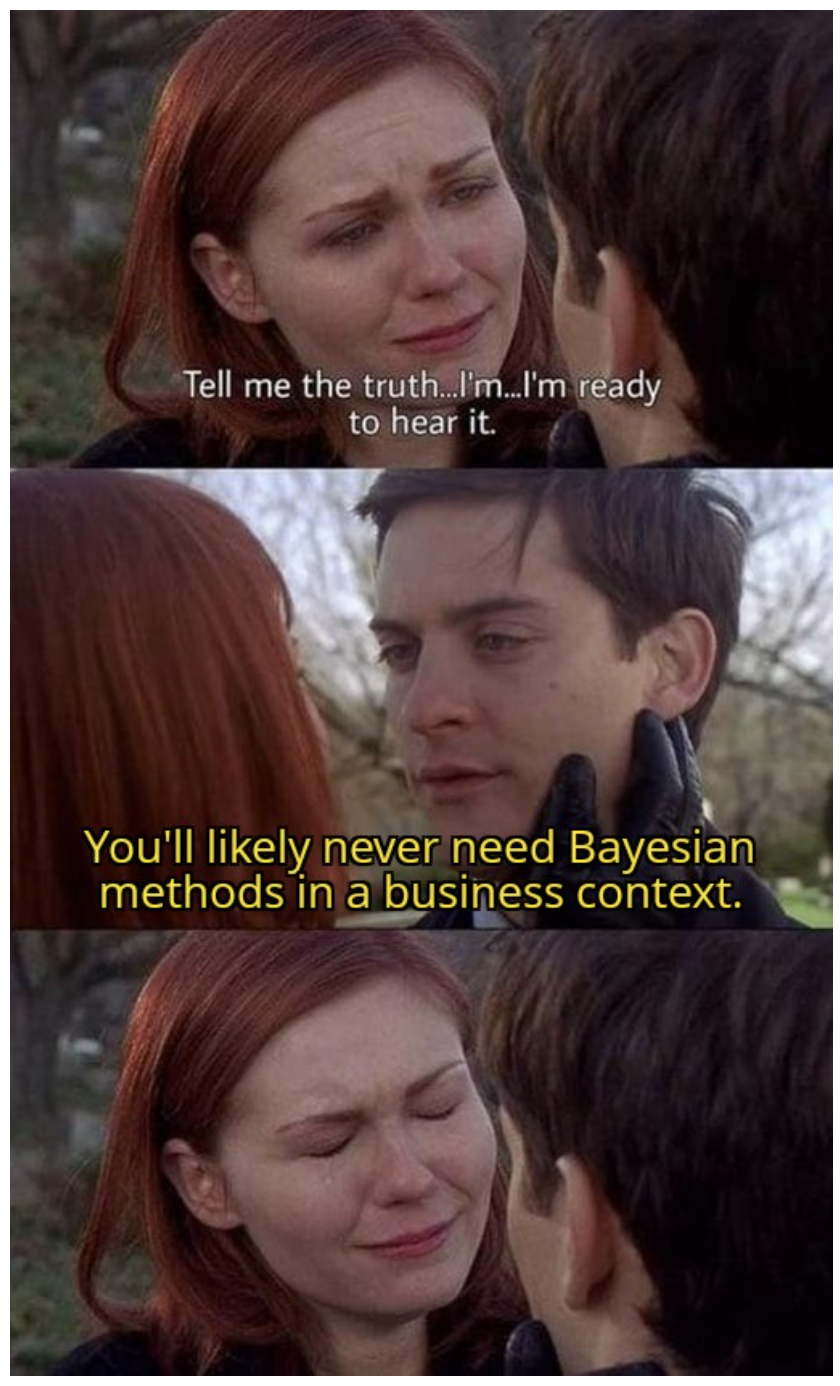 Tell me the truth...I'm...I'm ready
to hear it.
You'll likely never need Bayesian
methods in a business context.